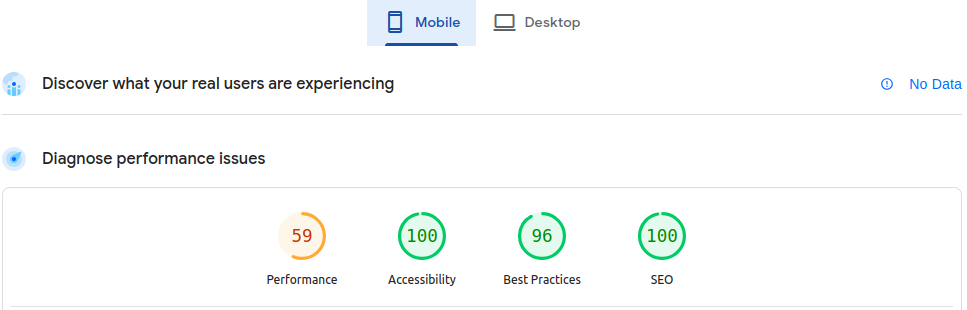 Mobile Desktop
Discover what your real users are experiencing No Data
Diagnose performance issues
59 100 96 100
Performance Accessibility Best Practices SEO